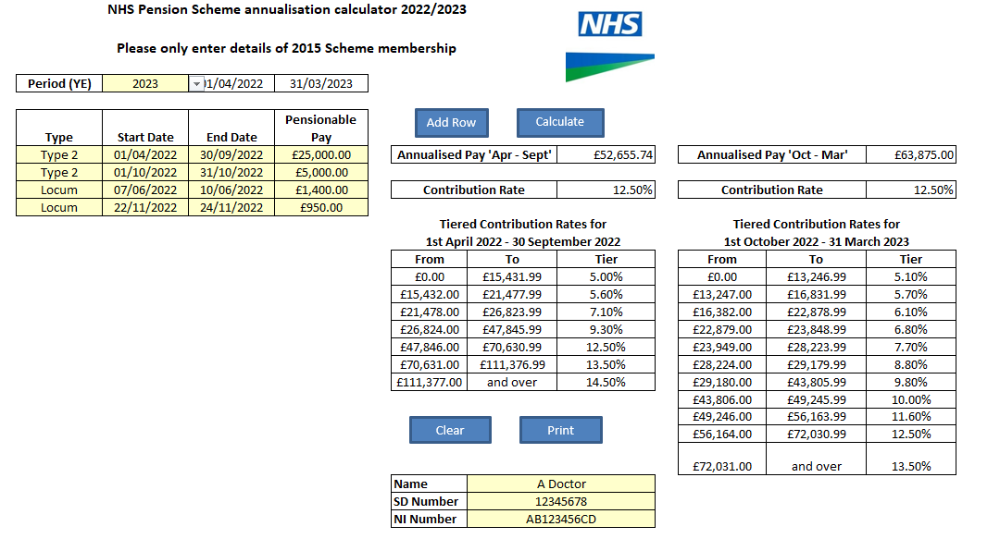 NHS Pension Scheme annualisation calculator 2022/2023
NHS
Please only enter details of 2015 Scheme membership
Period (YE) 2023 01/04/2022 31/03/2023
Add Row Calculate
Type Start Date End Date Pensionable Pay
Type 2 01/04/2022 30/09/2022 £25,000.00
Type 2 01/10/2022 31/10/2022 £5,000.00
Locum 07/06/2022 10/06/2022 £1,400.00
Locum 22/11/2022 24/11/2022 £950.00
Annualised Pay 'Apr - Sept' £52,655.74
Contribution Rate 12.50%
Tiered Contribution Rates for
1st April 2022 - 30 September 2022
From To Tier
£0.00 £15,431.99 5.00%
£15,432.00 £21,477.99 5.60%
£21,478.00 £26,823.99 7.10%
£26,824.00 £47,845.99 9.30%
£47,846.00 £70,630.99 12.50%
£70,631.00 £111,376.99 13.50%
£111,377.00 and over 14.50%
Annualised Pay 'Oct - Mar' £63,875.00
Contribution Rate 12.50%
Tiered Contribution Rates for
1st October 2022 - 31 March 2023
From To Tier
£0.00 £13,246.99 5.10%
£13,247.00 £16,831.99 5.70%
£16,382.00 £22,878.99 6.10%
£22,879.00 £23,848.99 6.80%
£23,949.00 £28,223.99 7.70%
£28,224.00 £29,179.99 8.80%
£29,180.00 £43,805.99 9.80%
£43,806.00 £49,245.99 10.00%
£49,246.00 £56,163.99 11.60%
£56,164.00 £72,030.99 12.50%
£72,031.00 and over 13.50%
Clear Print
Name A Doctor
SD Number 12345678
NI Number AB123456CD